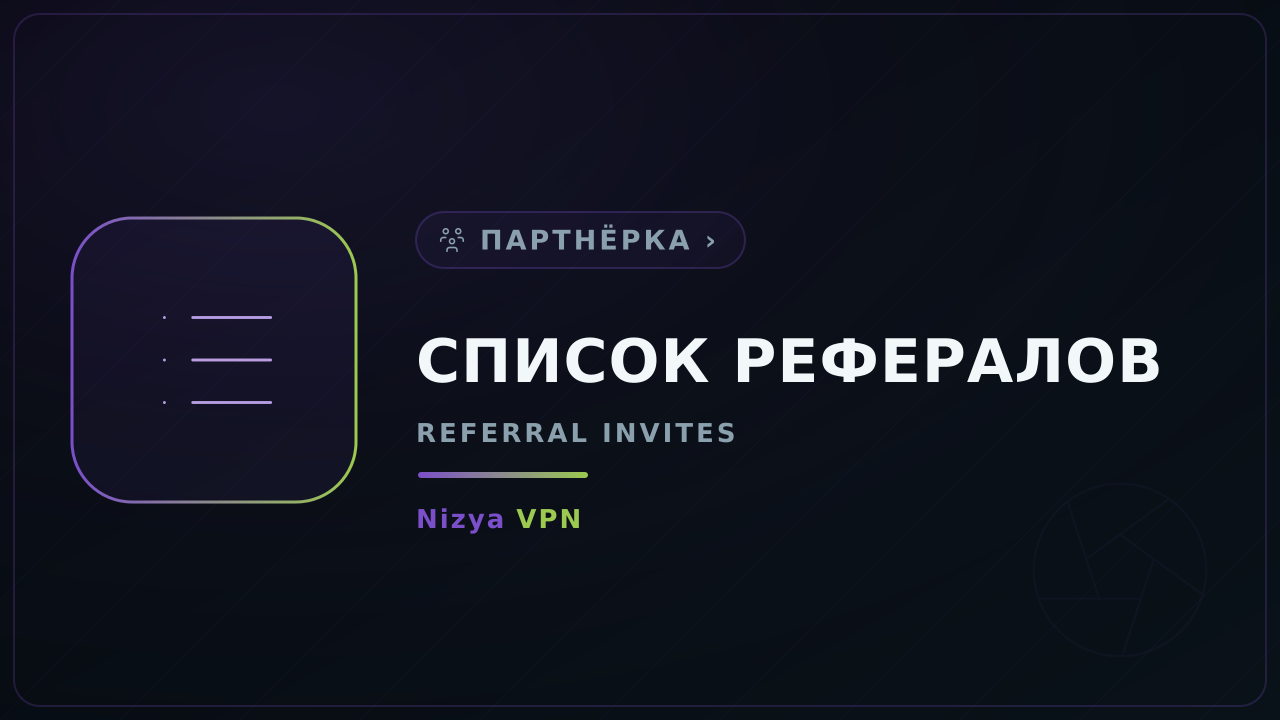 ПАРТНЁРКА ›
СПИСОК РЕФЕРАЛОВ
REFERRAL INVITES
Nizya VPN